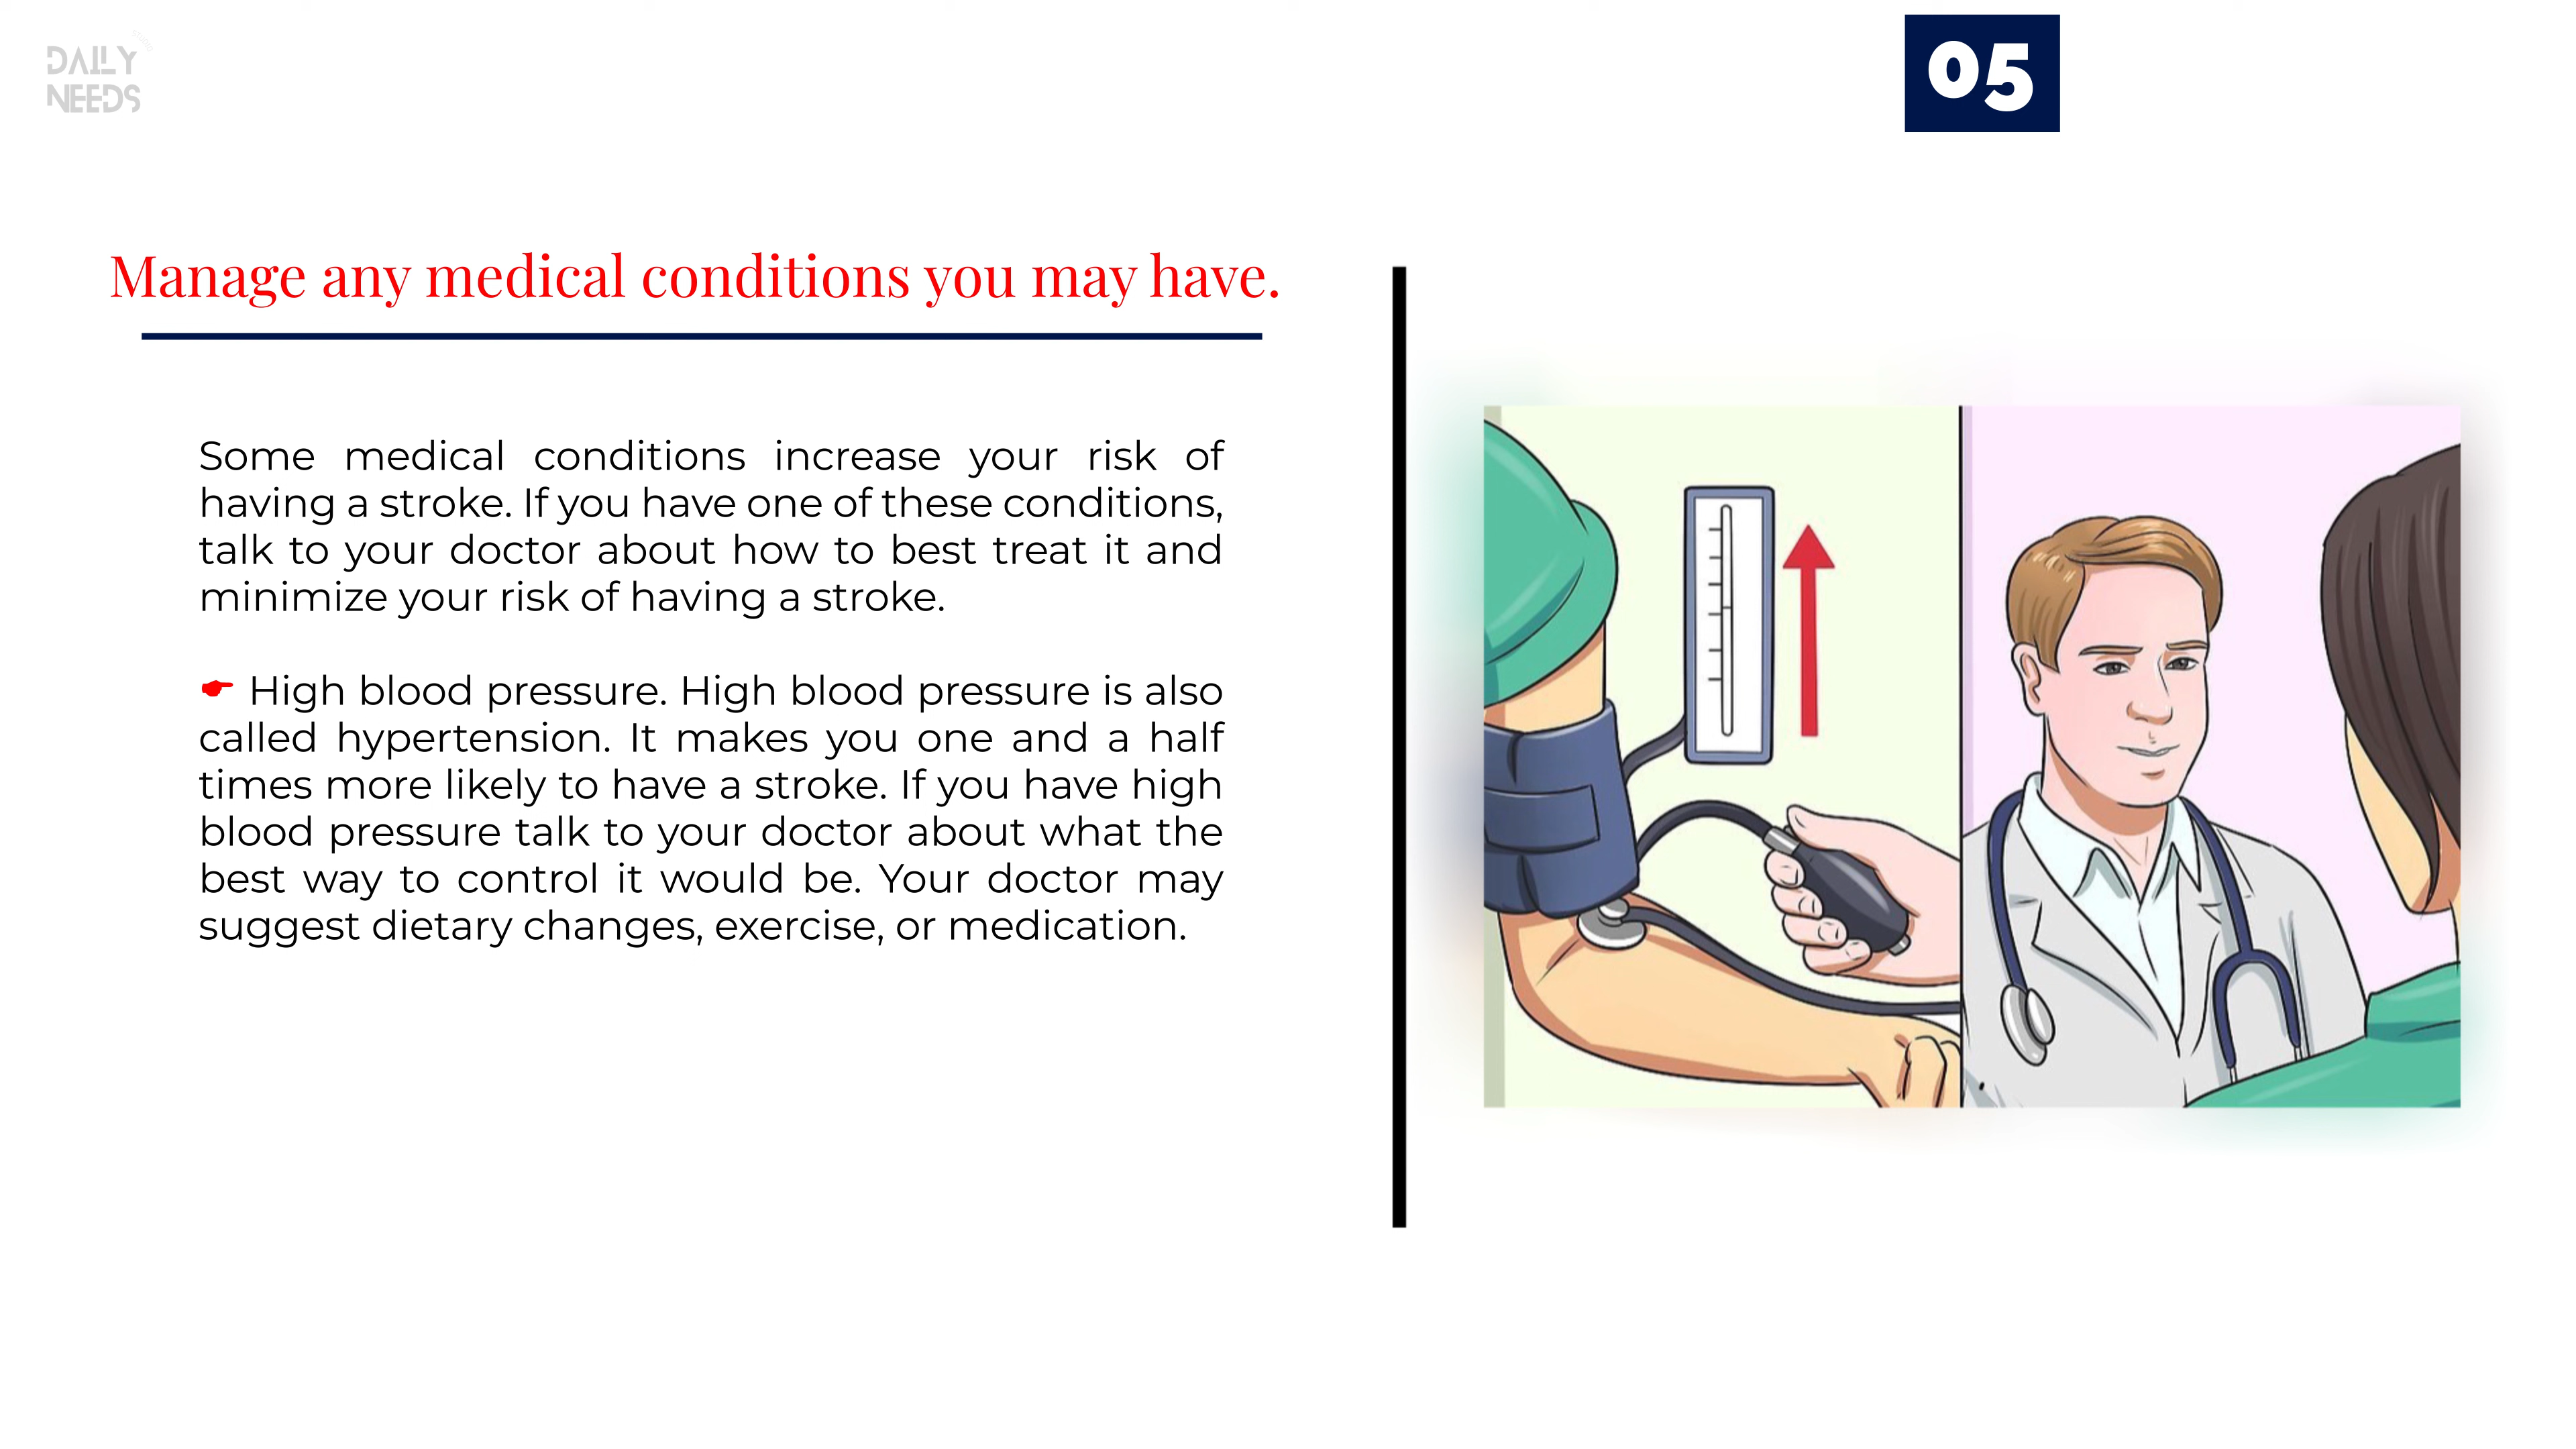 DAILY
NEEDS
05
Manage any medical conditions you may have.
Some medical conditions increase your risk of
having a stroke. If you have one of these conditions,
talk to your doctor about how to best treat it and
minimize your risk of having a stroke.
☛ High blood pressure. High blood pressure is also
called hypertension. It makes you one and a half
times more likely to have a stroke. If you have high
blood pressure talk to your doctor about what the
best way to control it would be. Your doctor may
suggest dietary changes, exercise, or medication.